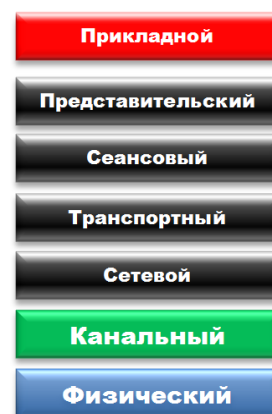 Прикладной
Представительский
Сеансовый
Транспортный
Сетевой
Канальный
Физический